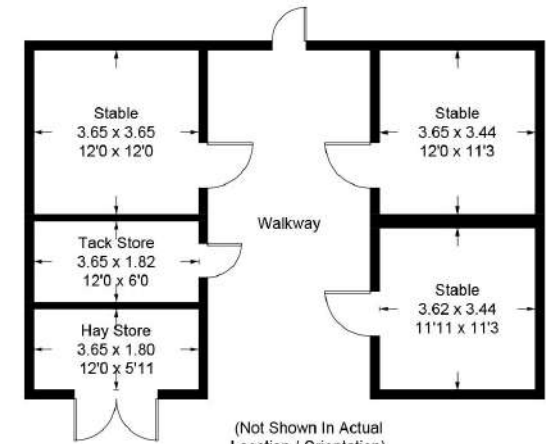 Stable
3.65 x 3.65
12'0 x 12'0
Stable
3.65 x 3.44
12'0 x 11'3
Walkway
Tack Store
3.65 x 1.82
12'0 x 6'0
Stable
3.62 x 3.44
11'11 x 11'3
Hay Store
3.65 x 1.80
12'0 x 5'11
(Not Shown In Actual
Location / Orientation)